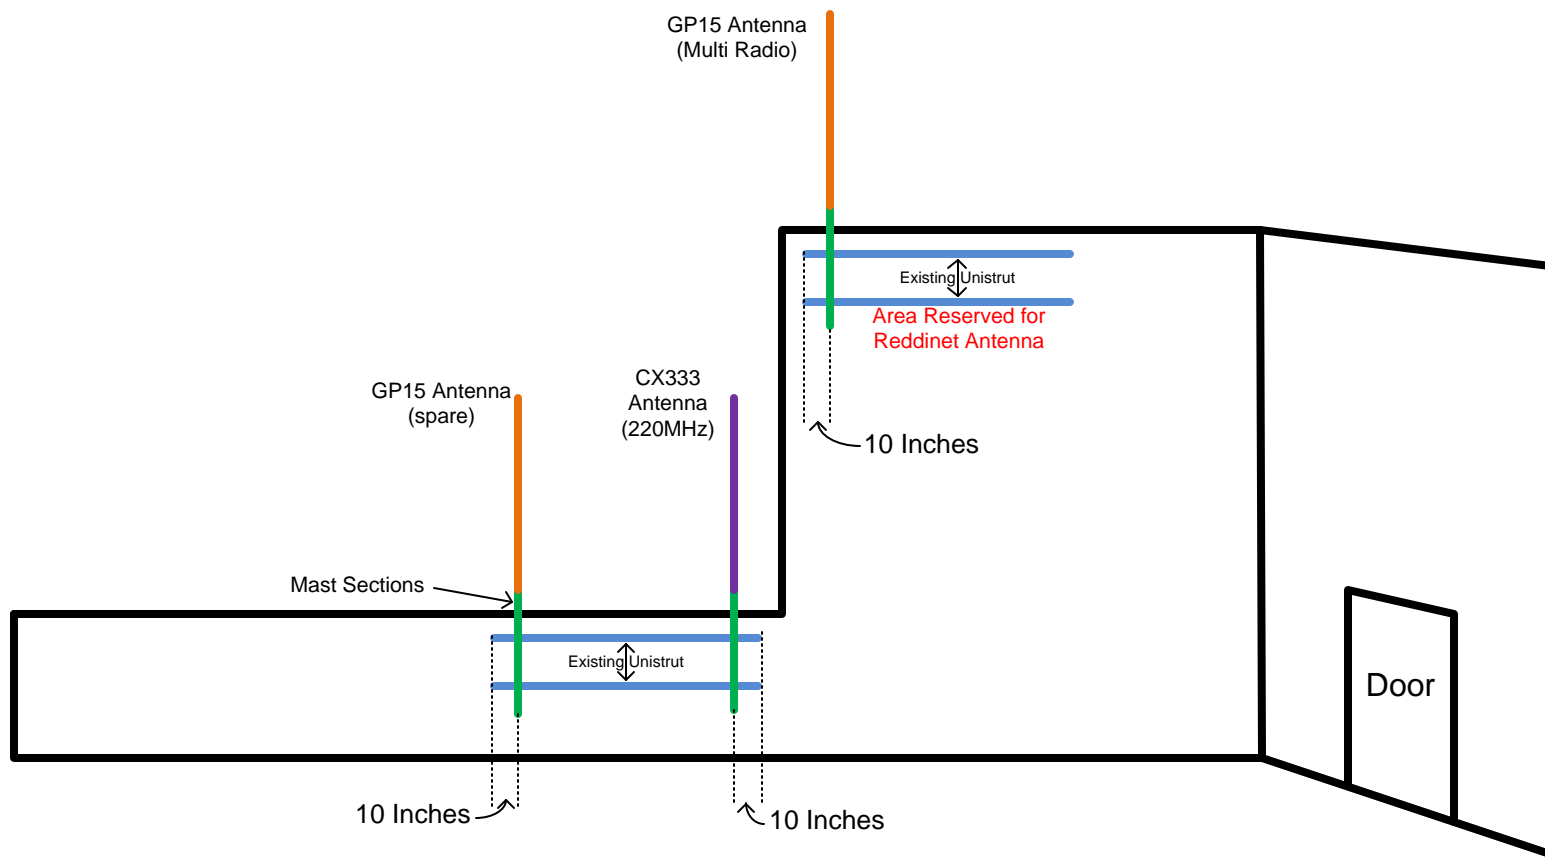 GP15 Antenna
(Multi Radio)
Existing Unistrut
Area Reserved for
Reddinet Antenna
10 Inches
GP15 Antenna
(spare)
CX333
Antenna
(220MHz)
Mast Sections
Existing Unistrut
Door
10 Inches
10 Inches